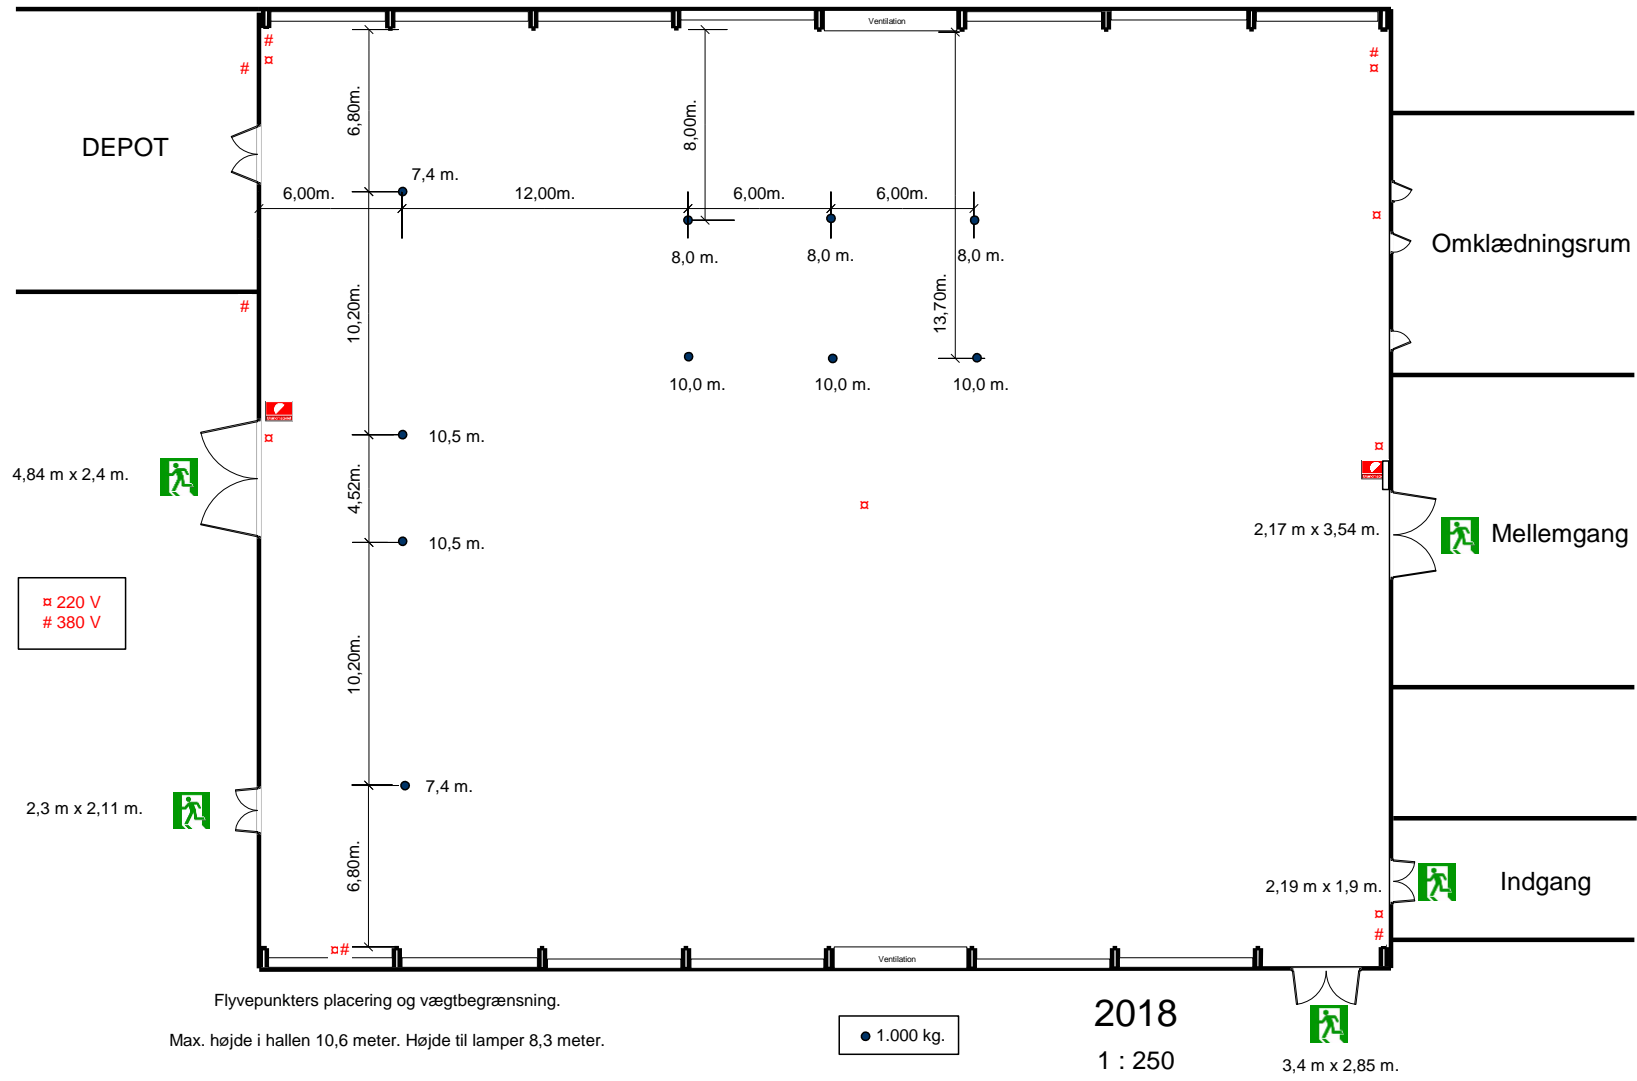 Ventilation
#
¤
#
#
¤
DEPOT
6,80m.
8,00m.
7,4 m.
6,00m.
12,00m.
6,00m.
6,00m.
¤
Omklædningsrum
8,0 m.
8,0 m.
8,0 m.
#
10,20m.
13,70m.
10,0 m.
10,0 m.
10,0 m.
¤
10,5 m.
¤
4,84 m x 2,4 m.
4,52m.
¤
10,5 m.
2,17 m x 3,54 m.
Mellemgang
¤ 220 V
# 380 V
10,20m.
7,4 m.
2,3 m x 2,11 m.
6,80m.
2,19 m x 1,9 m.
Indgang
¤
#
¤#
Ventilation
Flyvepunkters placering og vægtbegrænsning.
Max. højde i hallen 10,6 meter. Højde til lamper 8,3 meter.
1.000 kg.
2018
1 : 250
3,4 m x 2,85 m.